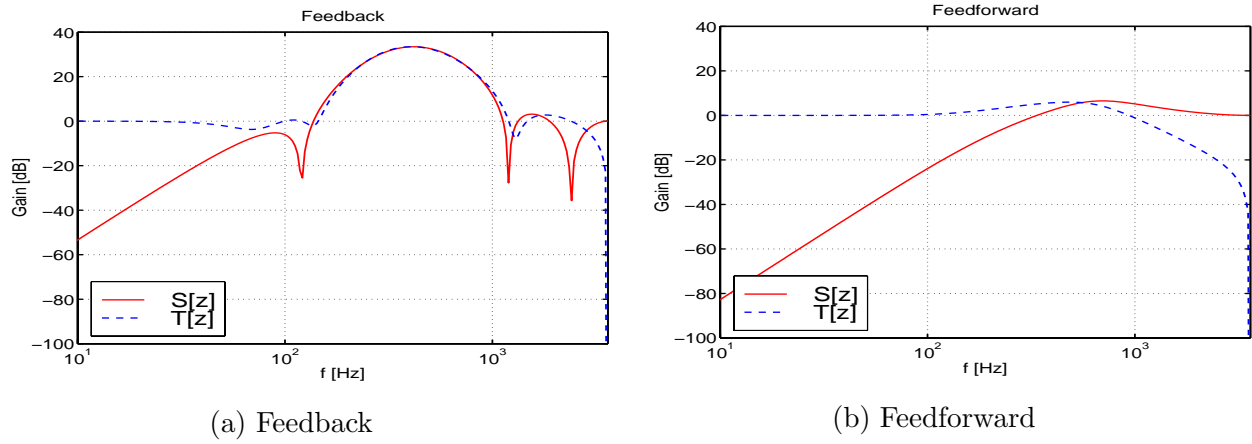 Feedback
40
20
0
−20
−40
−60
−80
−100
Gain [dB]
S[z]
T[z]
10^1
10^2
10^3
f [Hz]
(a) Feedback
Feedforward
40
20
0
−20
−40
−60
−80
−100
Gain [dB]
S[z]
T[z]
10^1
10^2
10^3
f [Hz]
(b) Feedforward